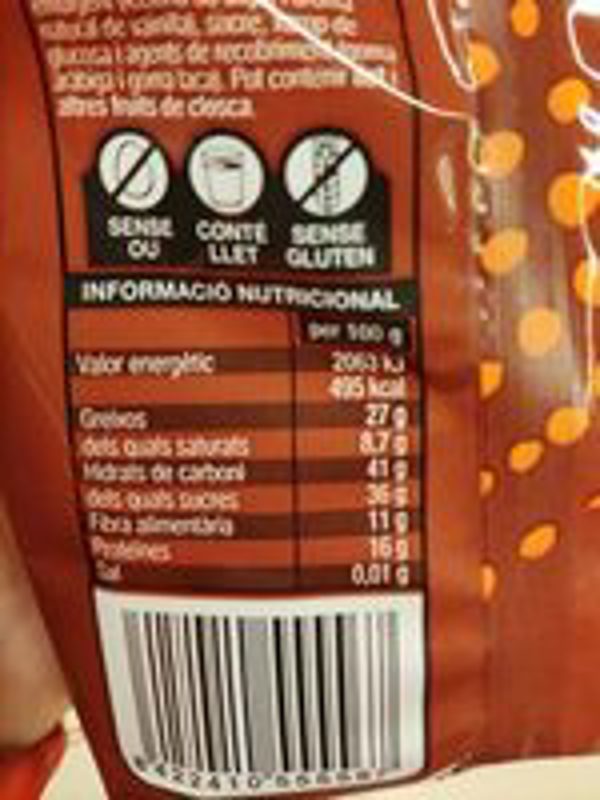 natural de vainilla), sucre, xarop de
glucosa i agents de recobriment (goma
aràbiga i goma laca). Pot contenir
altres fruits de closca.
SENSE OU
CONTÉ LLET
SENSE GLUTEN
INFORMACIÓ NUTRICIONAL
per 100 g
Valor energètic 2063 kJ
495 kcal
Greixos 27 g
dels quals saturats 8,7 g
Hidrats de carboni 41 g
dels quals sucres 36 g
Fibra alimentària 11 g
Proteïnes 16 g
Sal 0,01 g